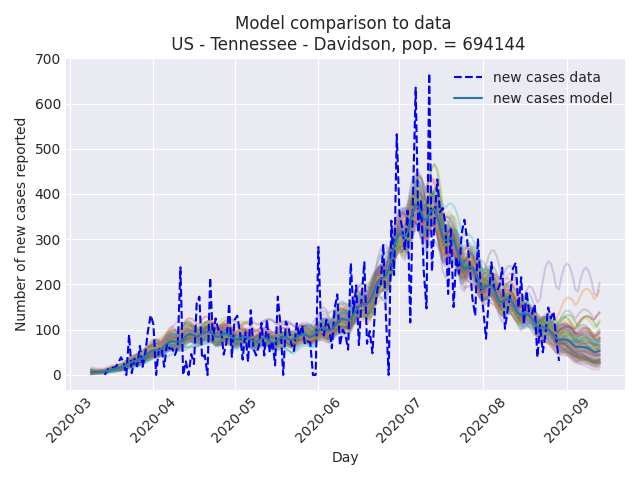 Model comparison to data
US - Tennessee - Davidson, pop. = 694144
700
600
500
400
300
200
100
0
Number of new cases reported
new cases data
new cases model
2020-03
2020-04
2020-05
2020-06
2020-07
2020-08
2020-09
Day